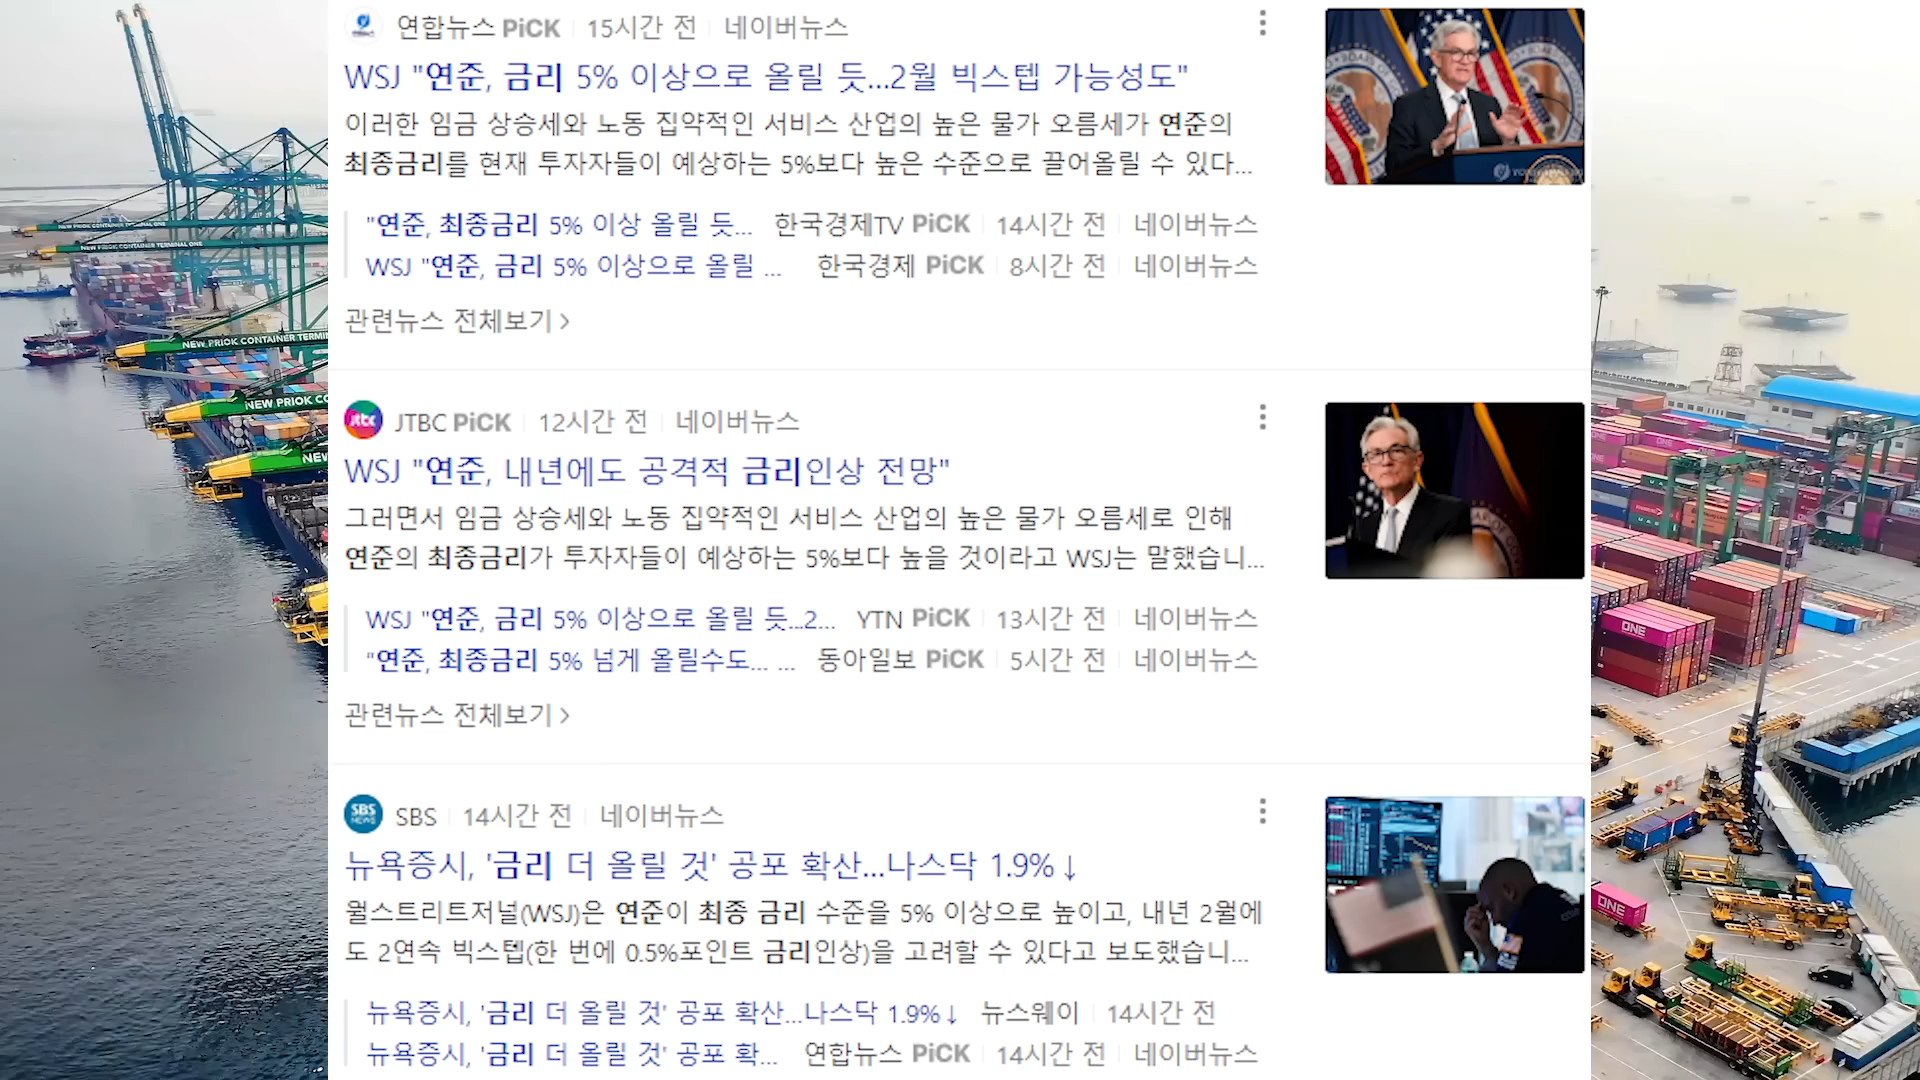 연합뉴스 PiCK 15시간 전 네이버뉴스
WSJ "연준, 금리 5% 이상으로 올릴 듯...2월 빅스텝 가능성도"
이러한 임금 상승세와 노동 집약적인 서비스 산업의 높은 물가 오름세가 연준의
최종금리를 현재 투자자들이 예상하는 5%보다 높은 수준으로 끌어올릴 수 있다...
"연준, 최종금리 5% 이상 올릴 듯... 한국경제TV PiCK 14시간 전 네이버뉴스
WSJ "연준, 금리 5% 이상으로 올릴 ... 한국경제 PiCK 8시간 전 네이버뉴스
관련뉴스 전체보기 >
jtbc JTBC PiCK 12시간 전 네이버뉴스
WSJ "연준, 내년에도 공격적 금리인상 전망"
그러면서 임금 상승세와 노동 집약적인 서비스 산업의 높은 물가 오름세로 인해
연준의 최종금리가 투자자들이 예상하는 5%보다 높을 것이라고 WSJ는 말했습니...
WSJ "연준, 금리 5% 이상으로 올릴 듯...2... YTN PiCK 13시간 전 네이버뉴스
"연준, 최종금리 5% 넘게 올릴수도... ... 동아일보 PiCK 5시간 전 네이버뉴스
관련뉴스 전체보기 >
SBS NEWS SBS 14시간 전 네이버뉴스
뉴욕증시, '금리 더 올릴 것' 공포 확산...나스닥 1.9%↓
월스트리트저널(WSJ)은 연준이 최종 금리 수준을 5% 이상으로 높이고, 내년 2월에
도 2연속 빅스텝(한 번에 0.5%포인트 금리인상)을 고려할 수 있다고 보도했습니...
뉴욕증시, '금리 더 올릴 것' 공포 확산...나스닥 1.9%↓ 뉴스웨이 14시간 전
뉴욕증시, '금리 더 올릴 것' 공포 확... 연합뉴스 PiCK 14시간 전 네이버뉴스
NEW PRIOK CONTAINER TERMINAL ONE
NEW PRIOK CONTAINER TERMINAL ONE
NEW PRIOK CONTAINER TERMI
NEW PRIOK CO
NEW
ONE
ONE